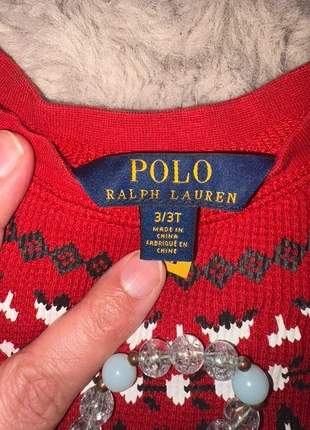 POLO
RALPH LAUREN
3/3T
MADE IN
CHINA
FABRIQUÉ EN
CHINE